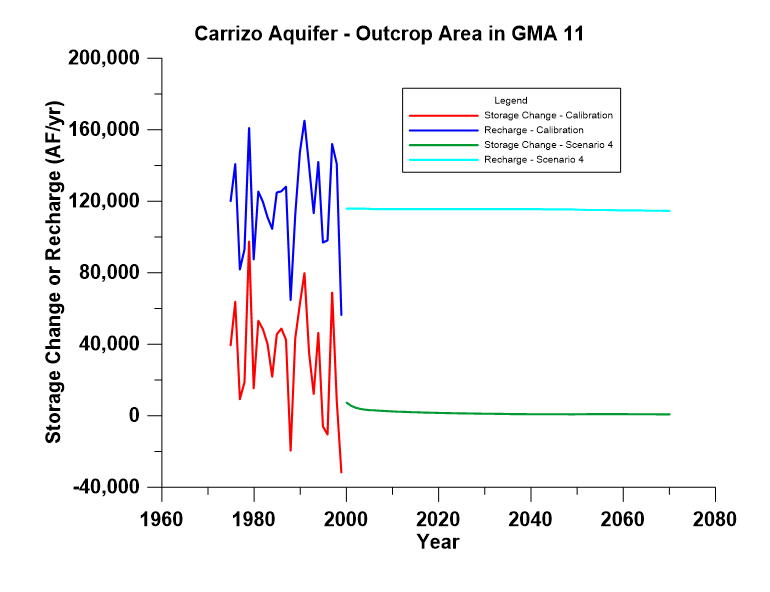 Carrizo Aquifer - Outcrop Area in GMA 11
200,000
160,000
120,000
80,000
40,000
0
-40,000
Storage Change or Recharge (AF/yr)
Legend
Storage Change - Calibration
Recharge - Calibration
Storage Change - Scenario 4
Recharge - Scenario 4
1960 1980 2000 2020 2040 2060 2080
Year